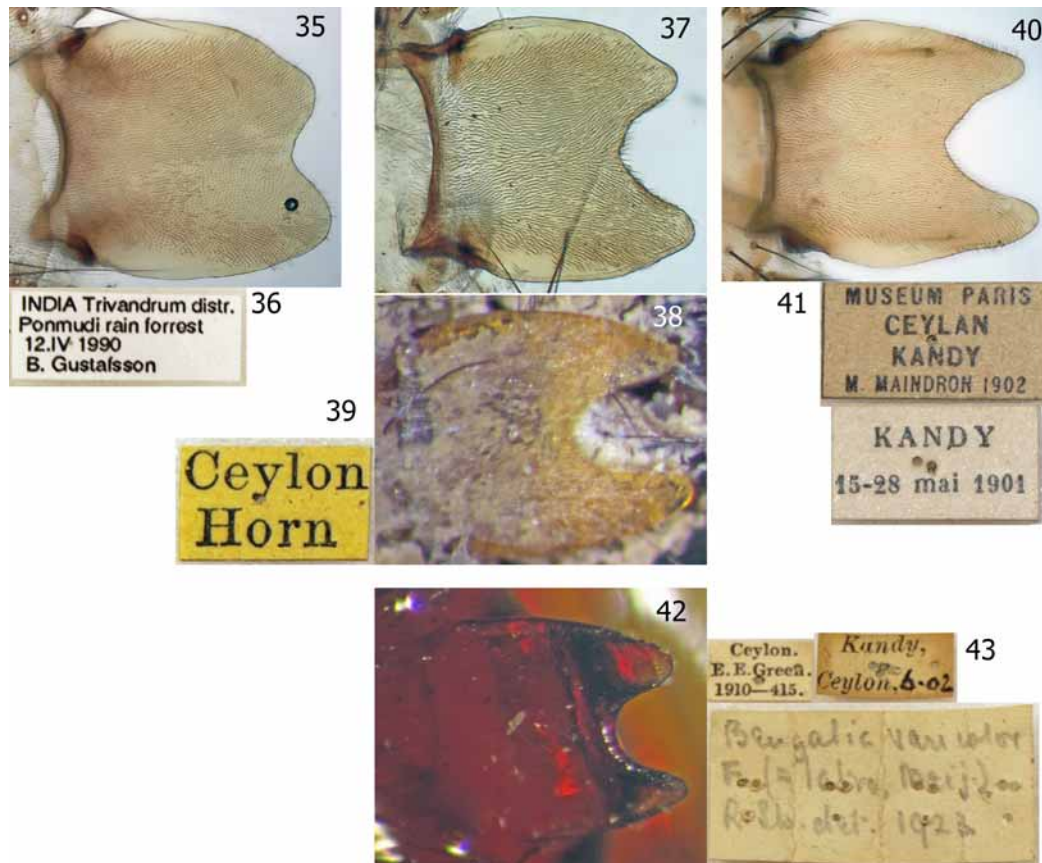 35
37
40
INDIA Trivandrum distr.
Ponmudi rain forrest
12.IV 1990
B. Gustafsson
36
38
41
MUSEUM PARIS
CEYLAN
KANDY
M. MAINDRON 1902
39
Ceylon
Horn
KANDY
15-28 mai 1901
42
Ceylon.
E.E.Green.
1910—415.
Kandy,
Ceylon. 6-02
43
Bengalia varicolor
F. (= labra,
det. 1923